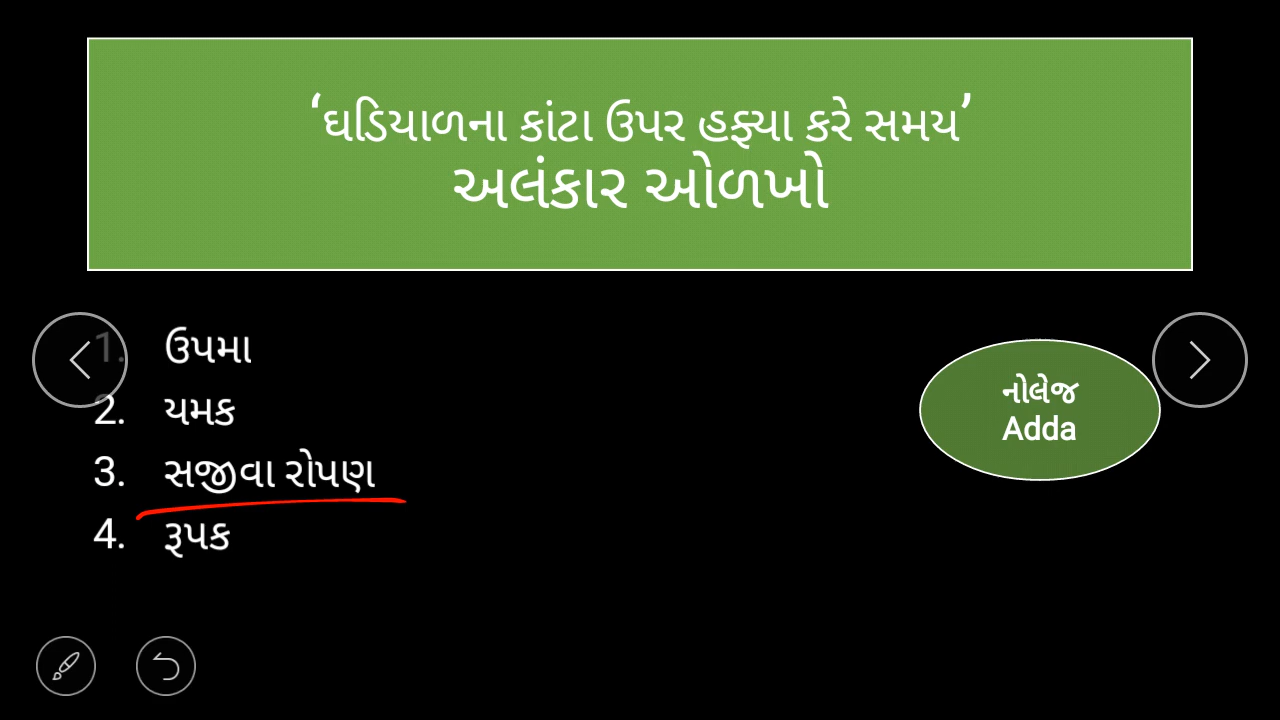 ‘ઘડિયાળના કાંટા ઉપર હફ્યા કરે સમય’
અલંકાર ઓળખો
1. ઉપમા
2. યમક
3. સજીવા રોપણ
4. રૂપક
નોલેજ
Adda